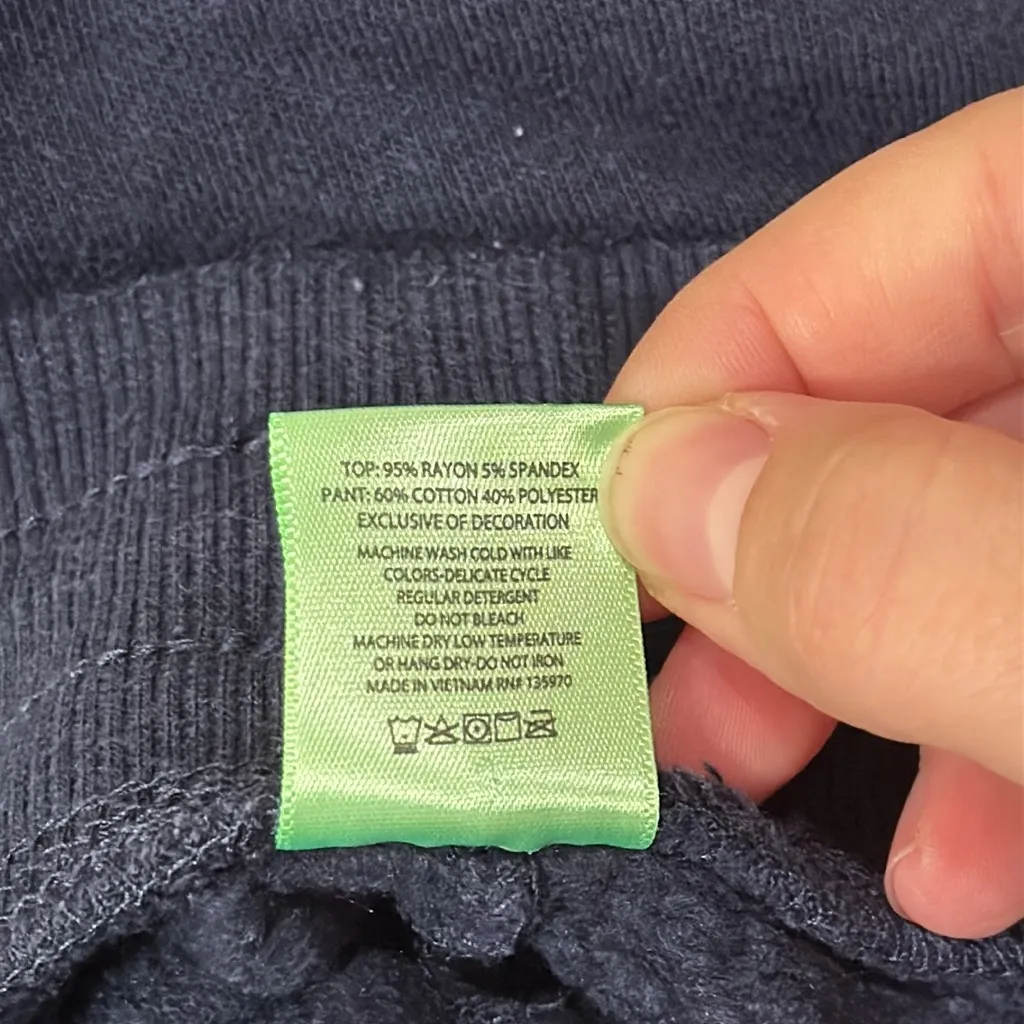 TOP: 95% RAYON 5% SPANDEX
PANT: 60% COTTON 40% POLYESTER
EXCLUSIVE OF DECORATION
MACHINE WASH COLD WITH LIKE
COLORS-DELICATE CYCLE
REGULAR DETERGENT
DO NOT BLEACH
MACHINE DRY LOW TEMPERATURE
OR HANG DRY-DO NOT IRON
MADE IN VIETNAM RN# 135970